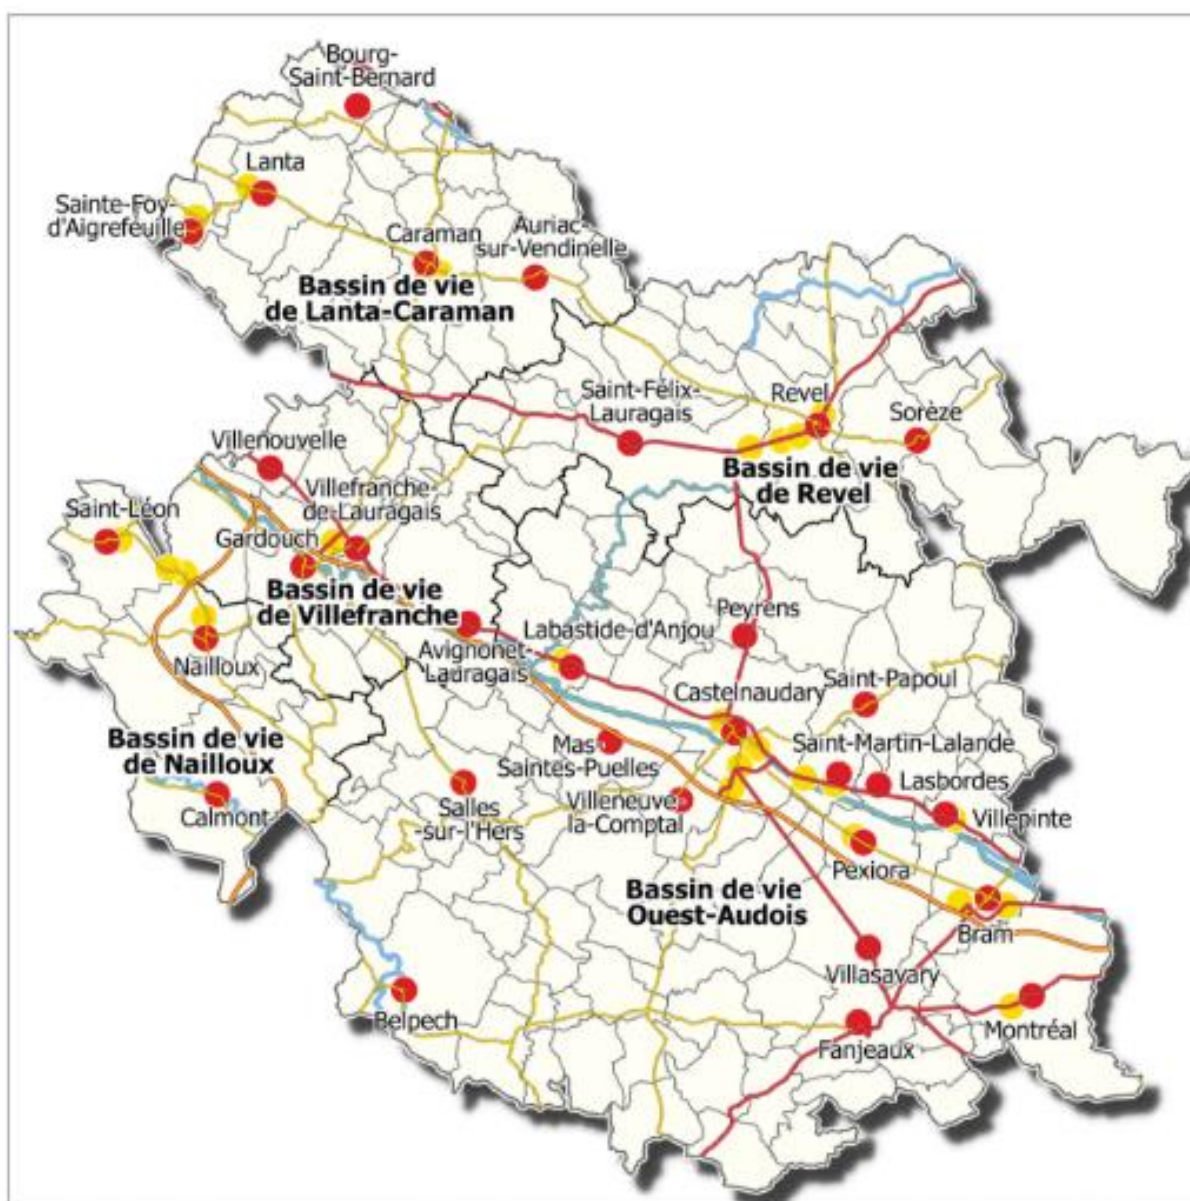 Bourg-
Saint-Bernard
Lanta
Sainte-Foy-
d'Aigrefeuille
Caraman
Auriac-
sur-Vendinelle
Bassin de vie
de Lanta-Caraman
Saint-Félix-
Lauragais
Revel
Sorèze
Bassin de vie
de Revel
Villenouvelle
Villefranche-
de-Lauragais
Saint-Léon
Gardouch
Bassin de vie
de Villefranche
Nailloux
Avignonet-
Lauragais
Labastide-d'Anjou
Peyrens
Castelnaudary
Saint-Papoul
Bassin de vie
de Nailloux
Mas
Saintes-Puelles
Saint-Martin-Lalande
Lasbordes
Calmont
Salles
-sur-l'Hers
Villeneuve
la-Comptal
Villepinte
Pexiora
Bassin de vie
Ouest-Audois
Bram
Villasavary
Belpech
Fanjeaux
Montréal